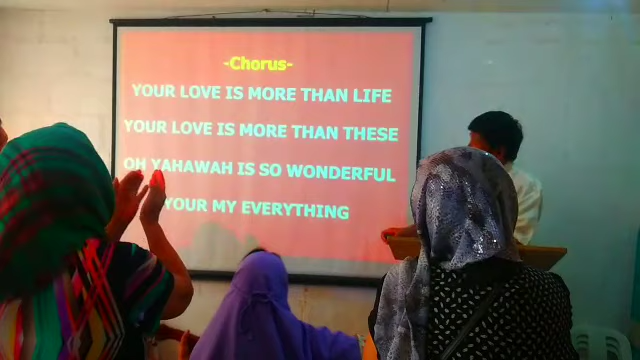 -Chorus-
YOUR LOVE IS MORE THAN LIFE
YOUR LOVE IS MORE THAN THESE
OH YAHAWAH IS SO WONDERFUL
YOUR MY EVERYTHING